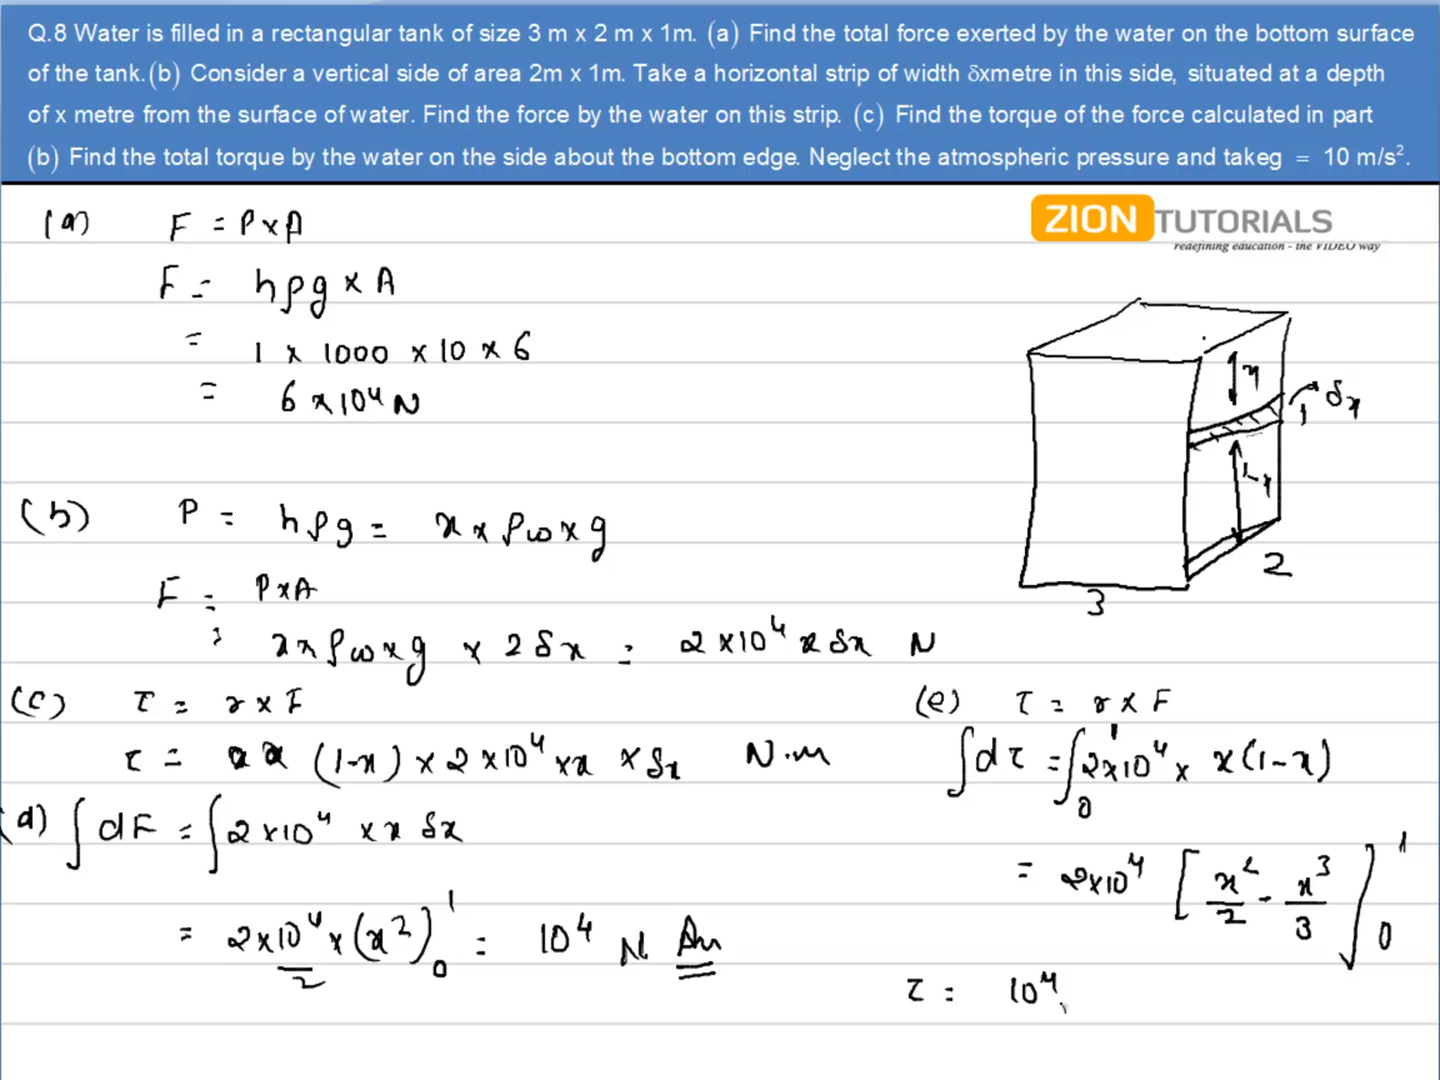 Q.8 Water is filled in a rectangular tank of size 3 m x 2 m x 1m. (a) Find the total force exerted by the water on the bottom surface
of the tank.(b) Consider a vertical side of area 2m x 1m. Take a horizontal strip of width δxmetre in this side, situated at a depth
of x metre from the surface of water. Find the force by the water on this strip. (c) Find the torque of the force calculated in part
(b) Find the total torque by the water on the side about the bottom edge. Neglect the atmospheric pressure and takeg = 10 m/s².
ZION TUTORIALS
redefining education - the VIDEO way
(a) F = P×A
F = hρg × A
= 1 × 1000 × 10 × 6
= 6 × 10⁴ N
x
δx
1-x
2
3
(b) P = hρg = x × ρω × g
F = P×A
= x × ρω × g × 2 δx = 2 × 10⁴ x δx N
(c) τ = r × F
τ = (1-x) × 2 × 10⁴ × x × δx N.m
(d) ∫dF = ∫2 × 10⁴ × x δx
= 2×10⁴/2 × (x²)₀¹ = 10⁴ N Ans
(e) τ = r × F
∫dτ = ∫₀¹ 2×10⁴ × x(1-x)
= 2×10⁴ [x²/2 - x³/3]₀¹
τ = 10⁴